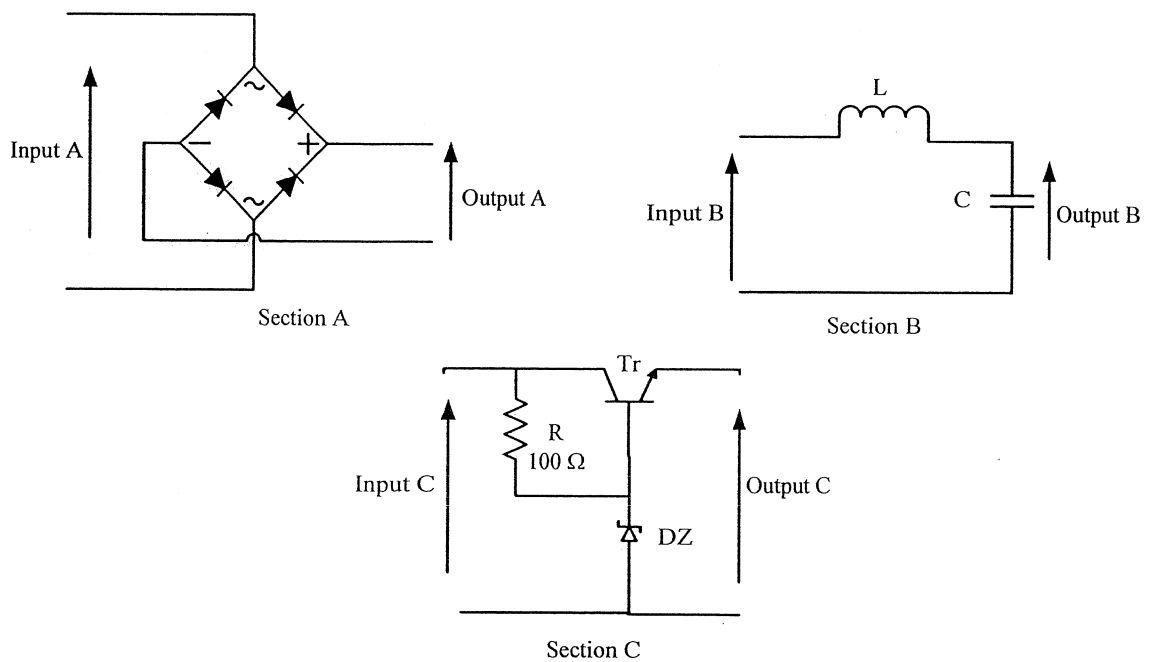 Input A
~
−
+
~
Output A
Section A
L
Input B
C
Output B
Section B
Tr
R
100 Ω
Input C
Output C
DZ
Section C